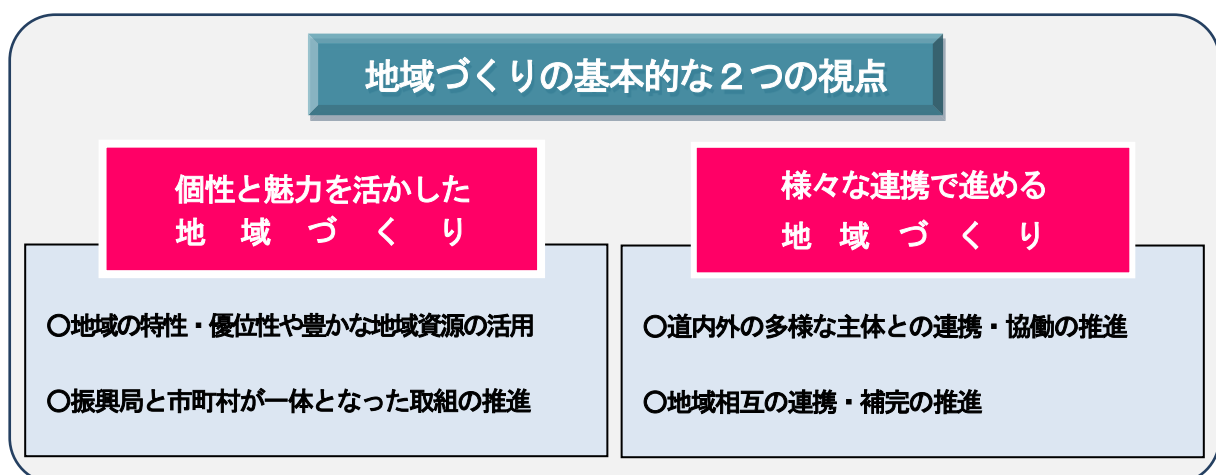 地域づくりの基本的な２つの視点
個性と魅力を活かした
地域づくり
〇地域の特性・優位性や豊かな地域資源の活用
〇振興局と市町村が一体となった取組の推進
様々な連携で進める
地域づくり
〇道内外の多様な主体との連携・協働の推進
〇地域相互の連携・補完の推進